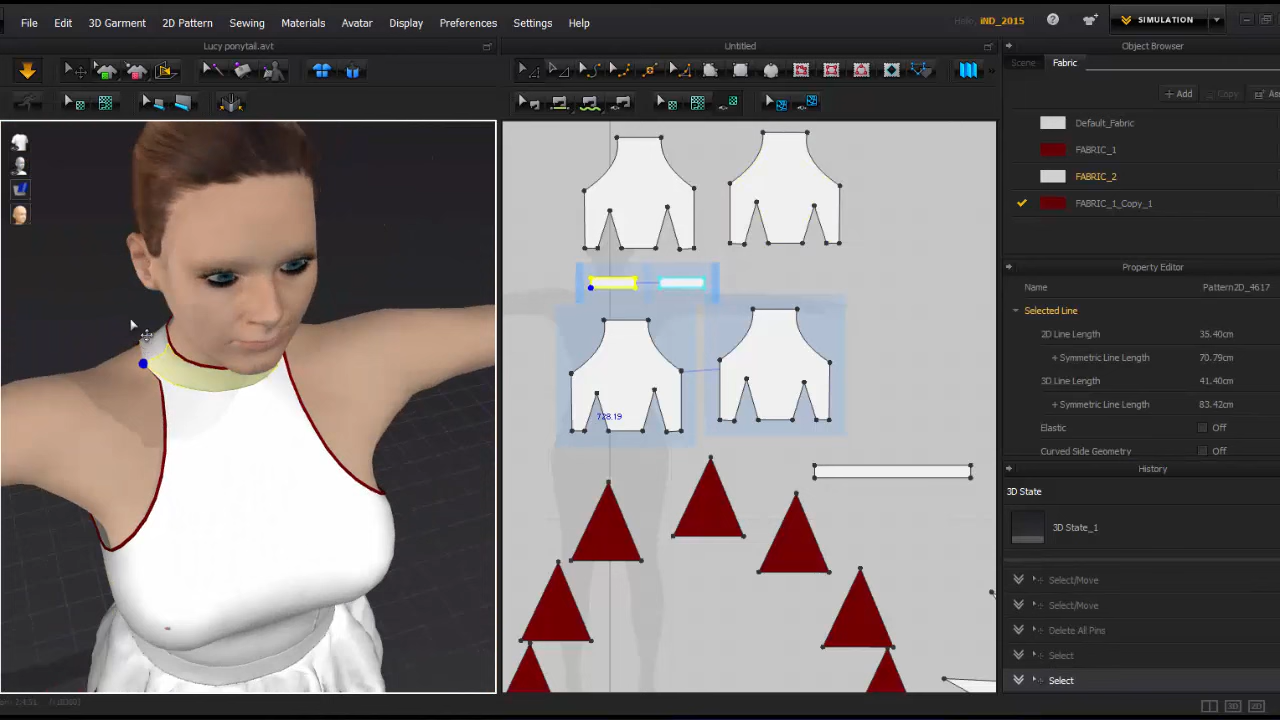 File Edit 3D Garment 2D Pattern Sewing Materials Avatar Display Preferences Settings Help
Hello, iND_2015
SIMULATION
Lucy ponytail.avt
Untitled
Object Browser
Scene Fabric
+ Add Copy
Default_Fabric
FABRIC_1
FABRIC_2
FABRIC_1_Copy_1
Property Editor
Name Pattern2D_4617
Selected Line
2D Line Length 35.40cm
+ Symmetric Line Length 70.79cm
3D Line Length 41.40cm
+ Symmetric Line Length 83.42cm
Elastic Off
Curved Side Geometry Off
728.19
History
3D State
3D State_1
Select/Move
Select/Move
Delete All Pins
Select
Select
3D 2D